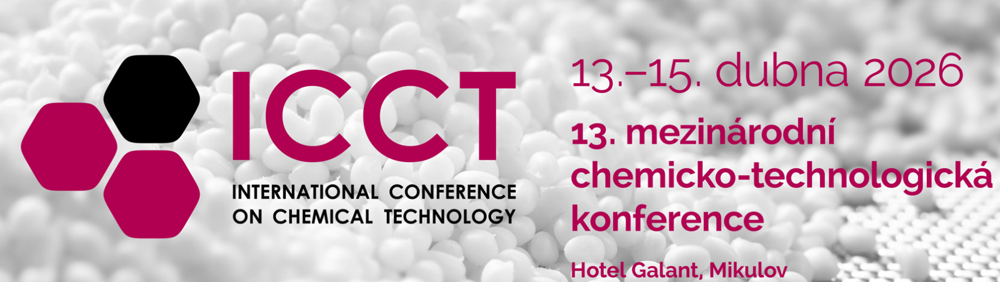 ICCT
INTERNATIONAL CONFERENCE
ON CHEMICAL TECHNOLOGY
13.–15. dubna 2026
13. mezinárodní
chemicko-technologická
konference
Hotel Galant, Mikulov